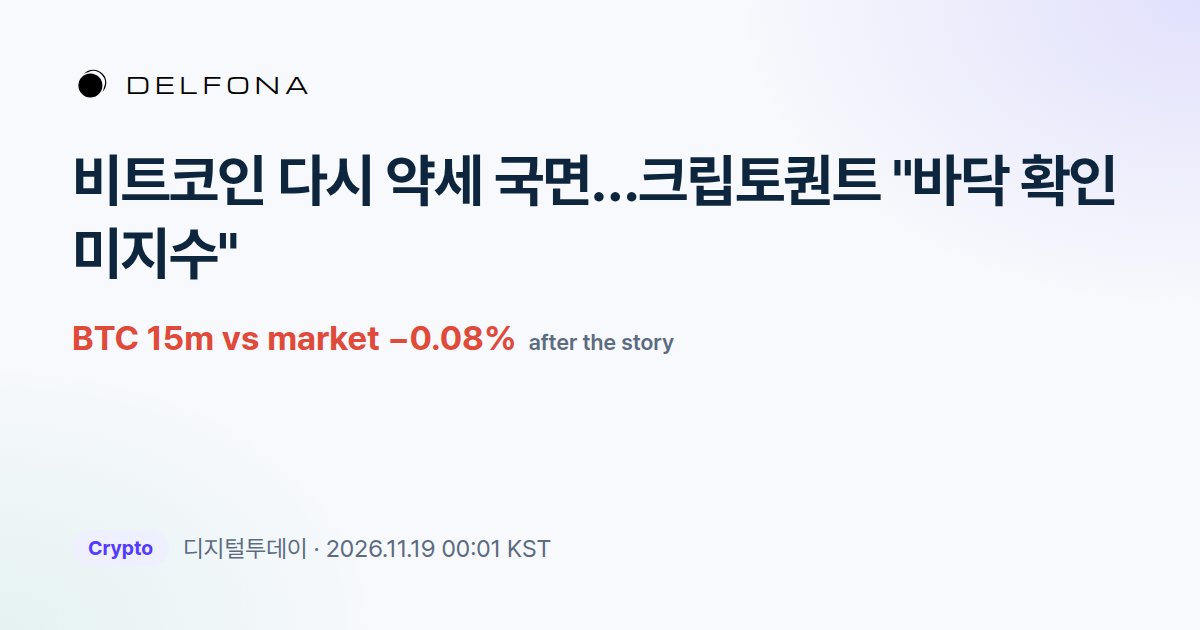 DELFONA
비트코인 다시 약세 국면...크립토퀀트 "바닥 확인
미지수"
BTC 15m vs market −0.08% after the story
Crypto 디지털투데이 · 2026.11.19 00:01 KST